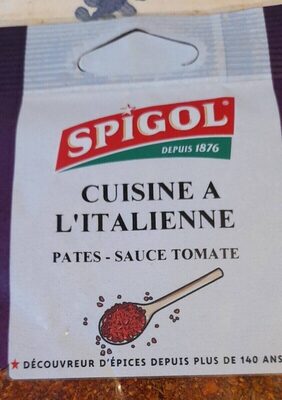 SPIGOL
DEPUIS 1876
CUISINE A
L'ITALIENNE
PATES - SAUCE TOMATE
★ DÉCOUVREUR D'ÉPICES DEPUIS PLUS DE 140 ANS